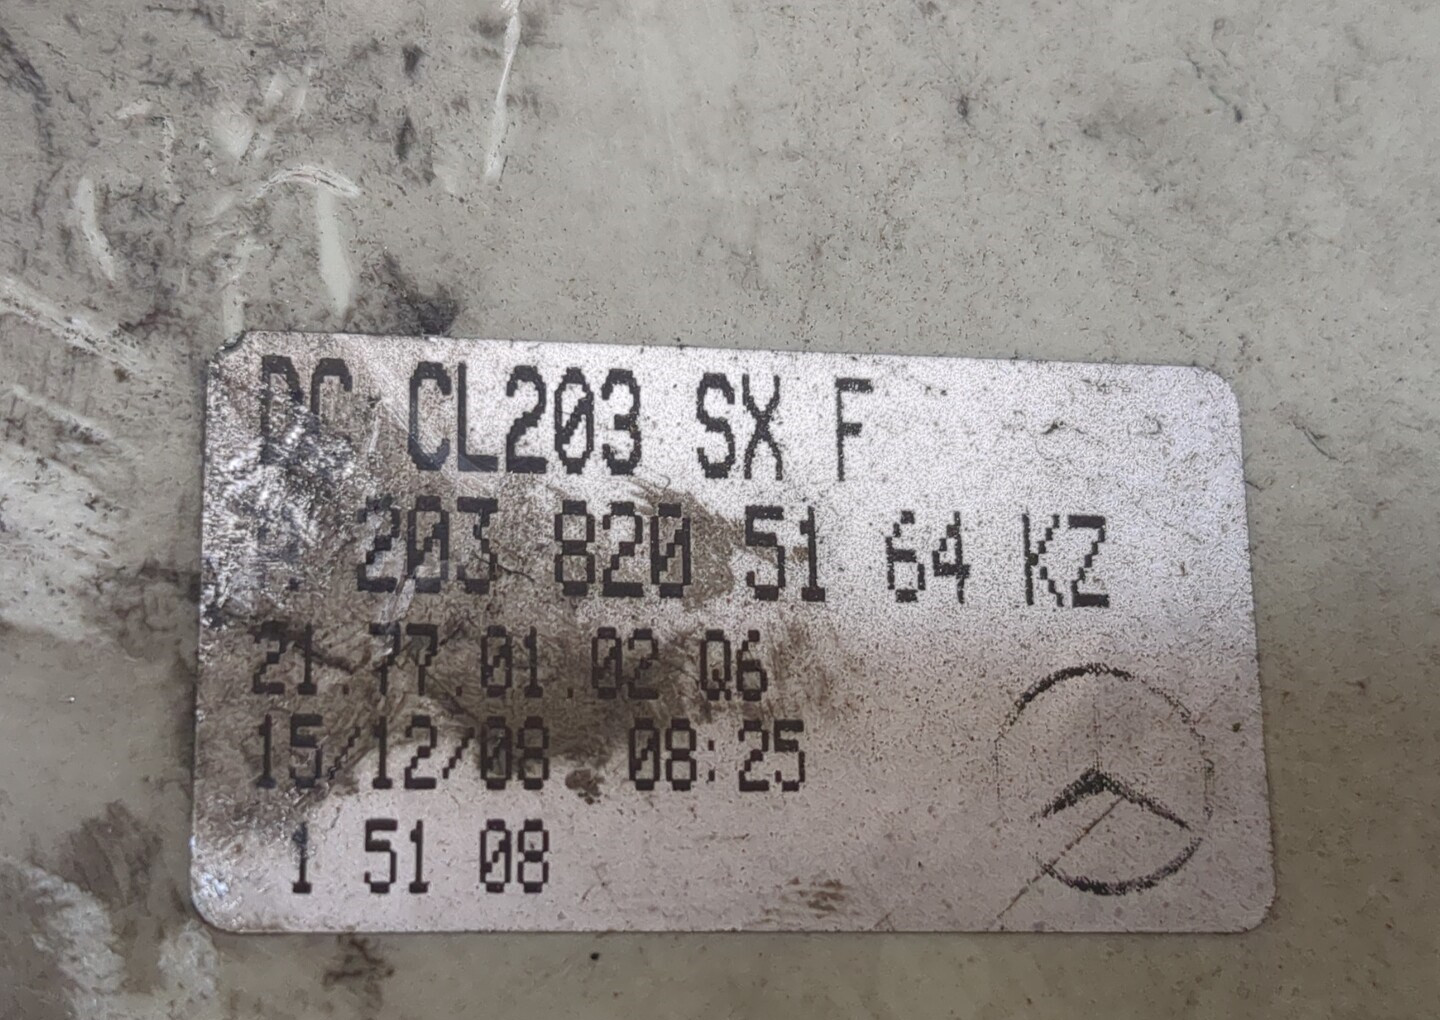 DC CL203 SX F
203 820 51 64 KZ
21.77.01.02 Q6
15/12/08 08:25
1 51 08